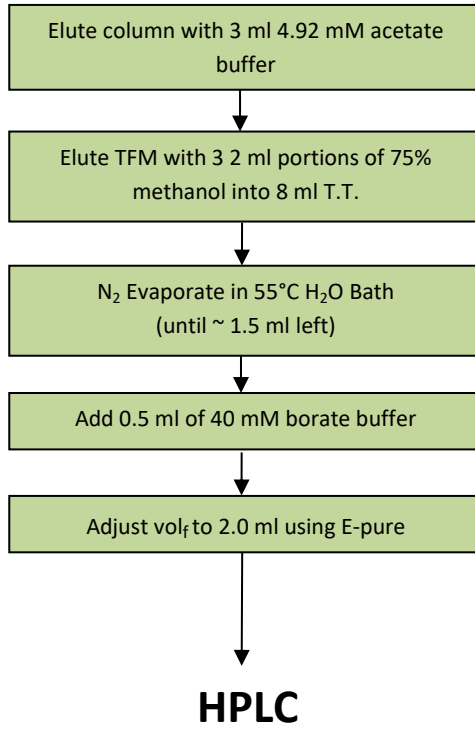 Elute column with 3 ml 4.92 mM acetate
buffer
Elute TFM with 3 2 ml portions of 75%
methanol into 8 ml T.T.
N₂ Evaporate in 55°C H₂O Bath
(until ~ 1.5 ml left)
Add 0.5 ml of 40 mM borate buffer
Adjust vol_f to 2.0 ml using E-pure
HPLC